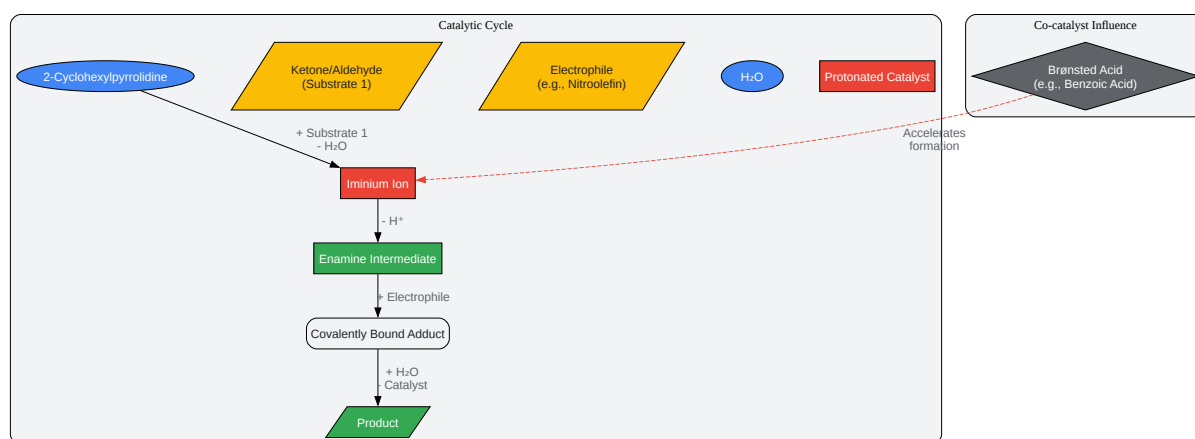 Catalytic Cycle
Co-catalyst Influence
2-Cyclohexylpyrrolidine
Ketone/Aldehyde
(Substrate 1)
Electrophile
(e.g., Nitroolefin)
H₂O
Protonated Catalyst
Brønsted Acid
(e.g., Benzoic Acid)
+ Substrate 1
- H₂O
Accelerates
formation
Iminium Ion
- H⁺
Enamine Intermediate
+ Electrophile
Covalently Bound Adduct
+ H₂O
- Catalyst
Product